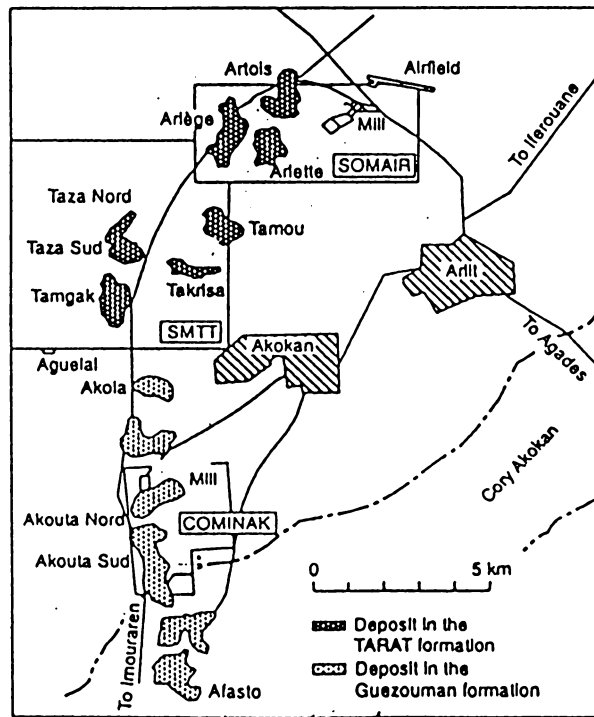 Artois
Airfield
Ariège
Mill
Arlette
SOMAIR
To Iferouane
Taza Nord
Tamou
Taza Sud
Takrisa
Arlit
Tamgak
SMTT
Akokan
To Agades
Aguelal
Akola
Mill
Cory Akokan
Akouta Nord
COMINAK
Akouta Sud
0 5 km
To Imouraren
Deposit in the
TARAT formation
Deposit in the
Guezouman formation
Afasto